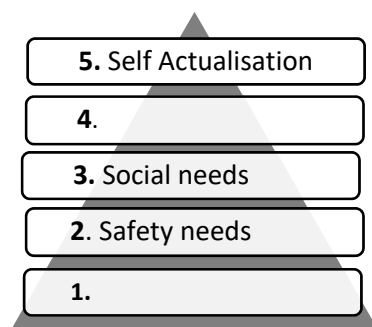 5. Self Actualisation
4.
3. Social needs
2. Safety needs
1.